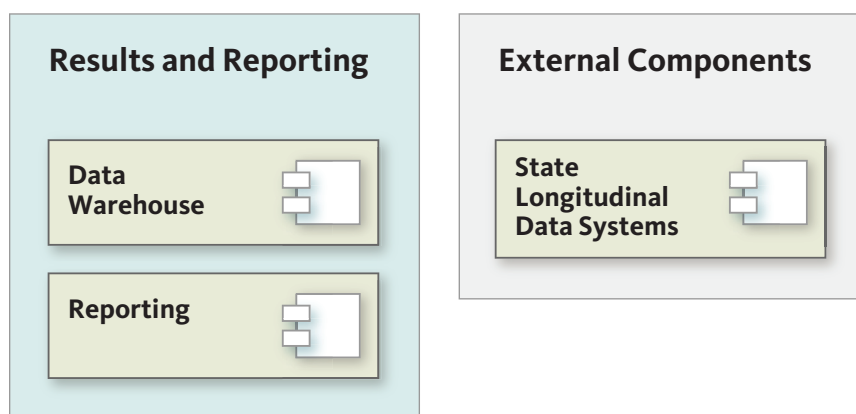 Results and Reporting
Data
Warehouse
Reporting
External Components
State
Longitudinal
Data Systems